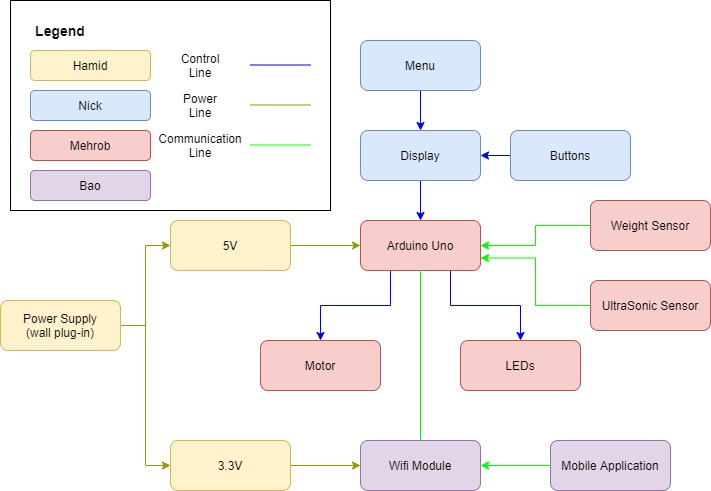 Legend
Hamid
Control
Line
Nick
Power
Line
Mehrob
Communication
Line
Bao
Menu
Display
Buttons
5V
Arduino Uno
Weight Sensor
Power Supply
(wall plug-in)
UltraSonic Sensor
Motor
LEDs
3.3V
Wifi Module
Mobile Application